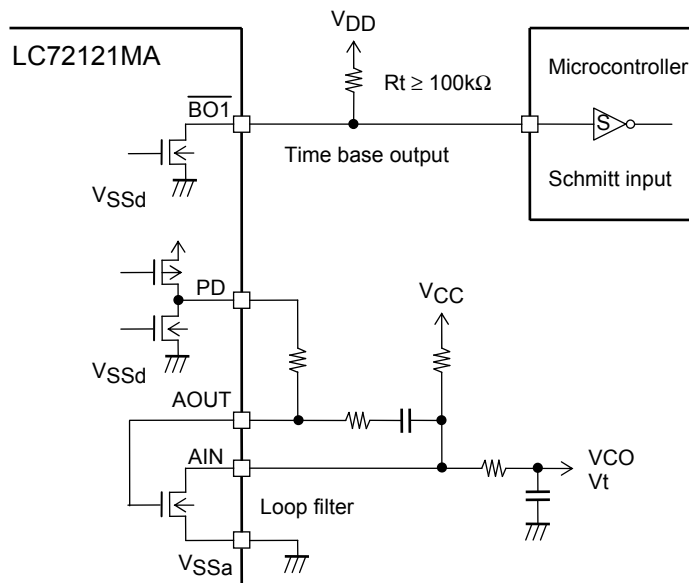 VDD
LC72121MA
Microcontroller
Rt ≥ 100kΩ
BO1
S
Time base output
Schmitt input
VSSd
PD
VCC
VSSd
AOUT
AIN
VCO
Vt
Loop filter
VSSa